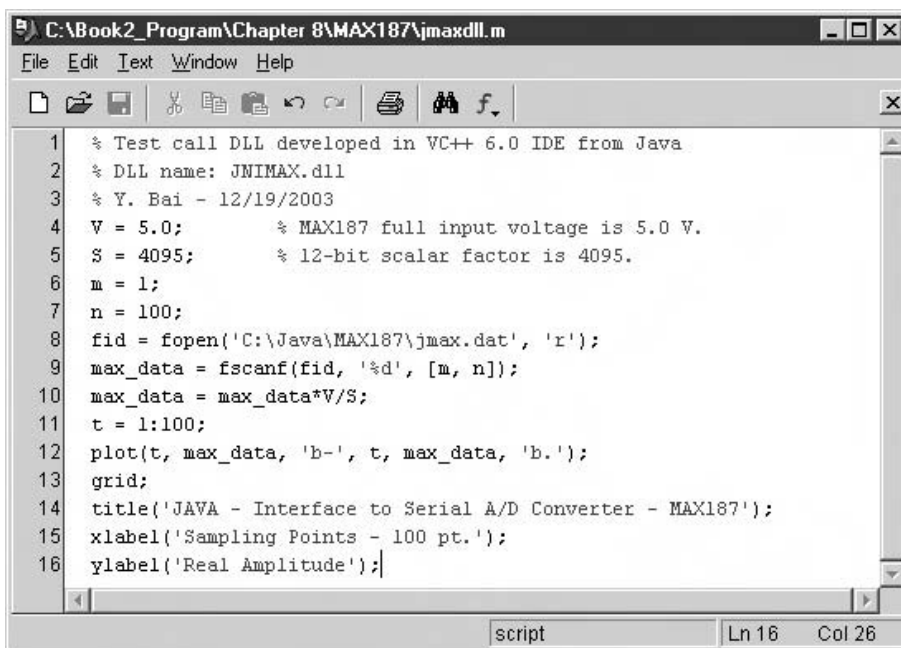 C:\Book2_Program\Chapter 8\MAX187\jmaxdll.m
File Edit Text Window Help
1 % Test call DLL developed in VC++ 6.0 IDE from Java
2 % DLL name: JNIMAX.dll
3 % Y. Bai - 12/19/2003
4 V = 5.0; % MAX187 full input voltage is 5.0 V.
5 S = 4095; % 12-bit scalar factor is 4095.
6 m = 1;
7 n = 100;
8 fid = fopen('C:\Java\MAX187\jmax.dat', 'r');
9 max_data = fscanf(fid, '%d', [m, n]);
10 max_data = max_data*V/S;
11 t = 1:100;
12 plot(t, max_data, 'b-', t, max_data, 'b.');
13 grid;
14 title('JAVA - Interface to Serial A/D Converter - MAX187');
15 xlabel('Sampling Points - 100 pt.');
16 ylabel('Real Amplitude');
script Ln 16 Col 26